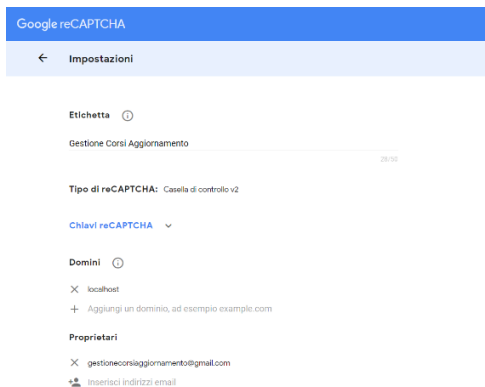 Google reCAPTCHA
Impostazioni
Etichetta
Gestione Corsi Aggiornamento
28/50
Tipo di reCAPTCHA: Casella di controllo v2
Chiavi reCAPTCHA
Domini
localhost
Aggiungi un dominio, ad esempio example.com
Proprietari
gestionecorsiaggiornamento@gmail.com
Inserisci indirizzi email